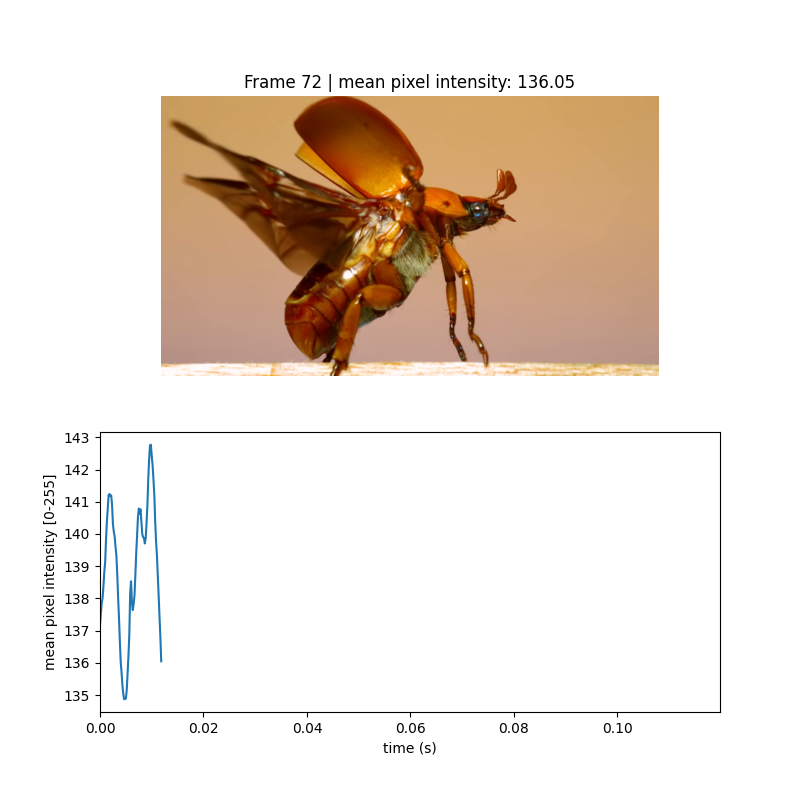 Frame 72 | mean pixel intensity: 136.05
143
142
141
140
139
138
137
136
135
mean pixel intensity [0-255]
0.00 0.02 0.04 0.06 0.08 0.10
time (s)